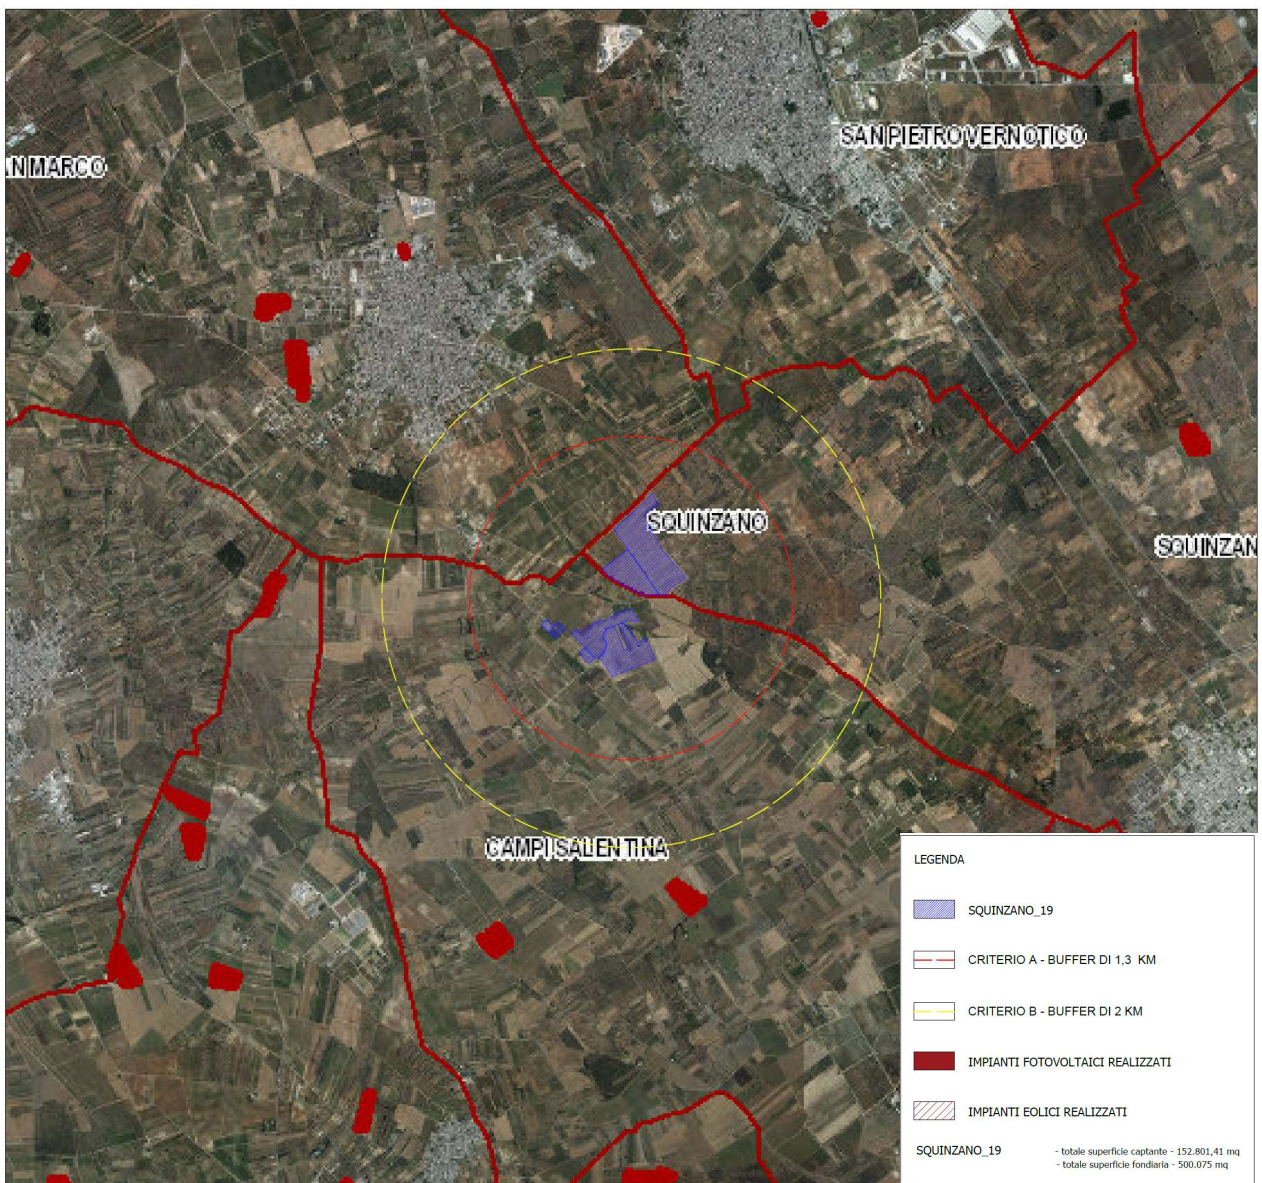 SAN PIETRO VERNOTICO
AN MARCO
SQUINZANO
SQUINZAN
CAMPI SALENTINA
LEGENDA
SQUINZANO_19
CRITERIO A - BUFFER DI 1,3 KM
CRITERIO B - BUFFER DI 2 KM
IMPIANTI FOTOVOLTAICI REALIZZATI
IMPIANTI EOLICI REALIZZATI
SQUINZANO_19 - totale superficie captante - 152.801,41 mq
- totale superficie fondiaria - 500.075 mq